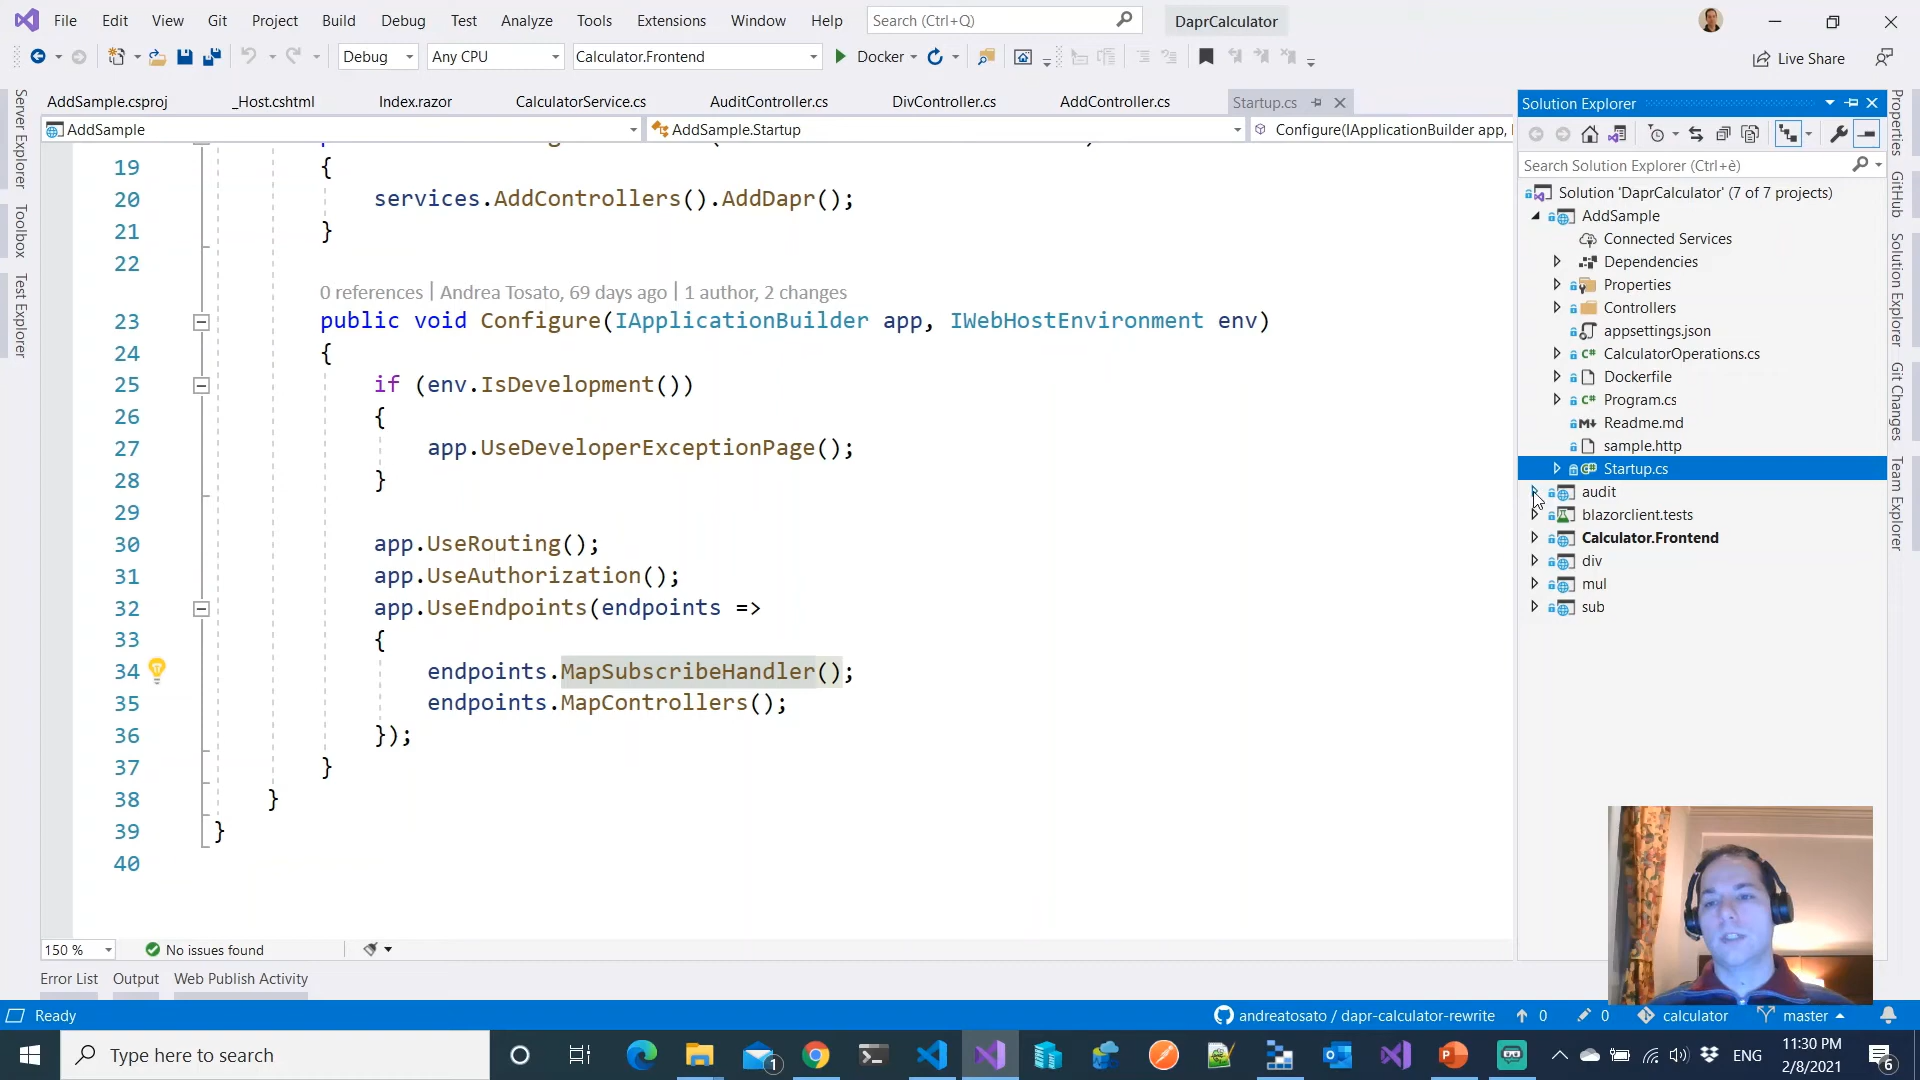 File Edit View Git Project Build Debug Test Analyze Tools Extensions Window Help Search (Ctrl+Q) DaprCalculator
Debug Any CPU Calculator.Frontend Docker Live Share
AddSample.csproj _Host.cshtml Index.razor CalculatorService.cs AuditController.cs DivController.cs AddController.cs Startup.cs
AddSample AddSample.Startup Configure(IApplicationBuilder app, I
Server Explorer
Toolbox
Test Explorer
19 {
20 services.AddControllers().AddDapr();
21 }
22
0 references | Andrea Tosato, 69 days ago | 1 author, 2 changes
23 public void Configure(IApplicationBuilder app, IWebHostEnvironment env)
24 {
25 if (env.IsDevelopment())
26 {
27 app.UseDeveloperExceptionPage();
28 }
29
30 app.UseRouting();
31 app.UseAuthorization();
32 app.UseEndpoints(endpoints =>
33 {
34 endpoints.MapSubscribeHandler();
35 endpoints.MapControllers();
36 });
37 }
38 }
39 }
40
150 % No issues found
Error List Output Web Publish Activity
Solution Explorer
Search Solution Explorer (Ctrl+è)
Solution 'DaprCalculator' (7 of 7 projects)
AddSample
Connected Services
Dependencies
Properties
Controllers
appsettings.json
CalculatorOperations.cs
Dockerfile
Program.cs
Readme.md
sample.http
Startup.cs
audit
blazorclient.tests
Calculator.Frontend
div
mul
sub
Properties
GitHub
Solution Explorer
Git Changes
Team Explorer
Ready andreatosato / dapr-calculator-rewrite 0 0 calculator master
Type here to search 1 ENG 11:30 PM
2/8/2021 6